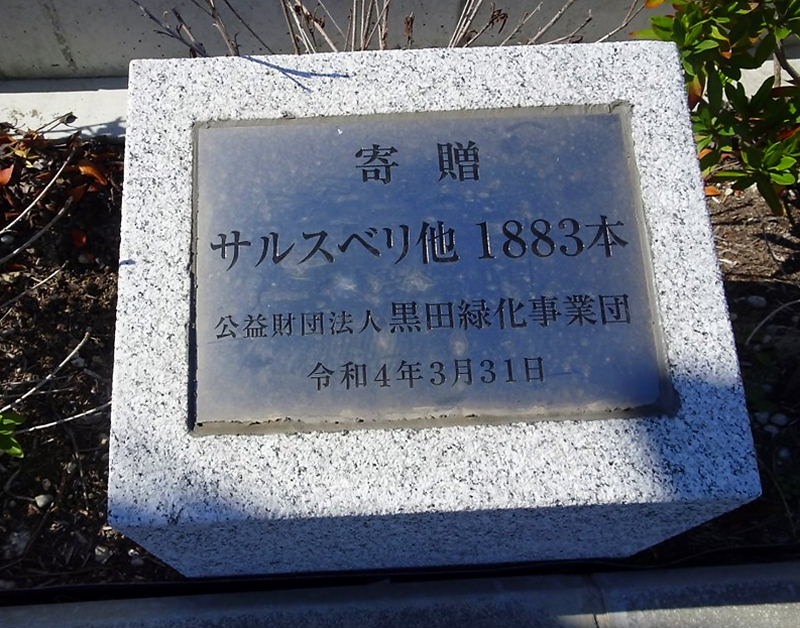 寄 贈
サルスベリ他 1883本
公益財団法人 黒田緑化事業団
令和4年3月31日